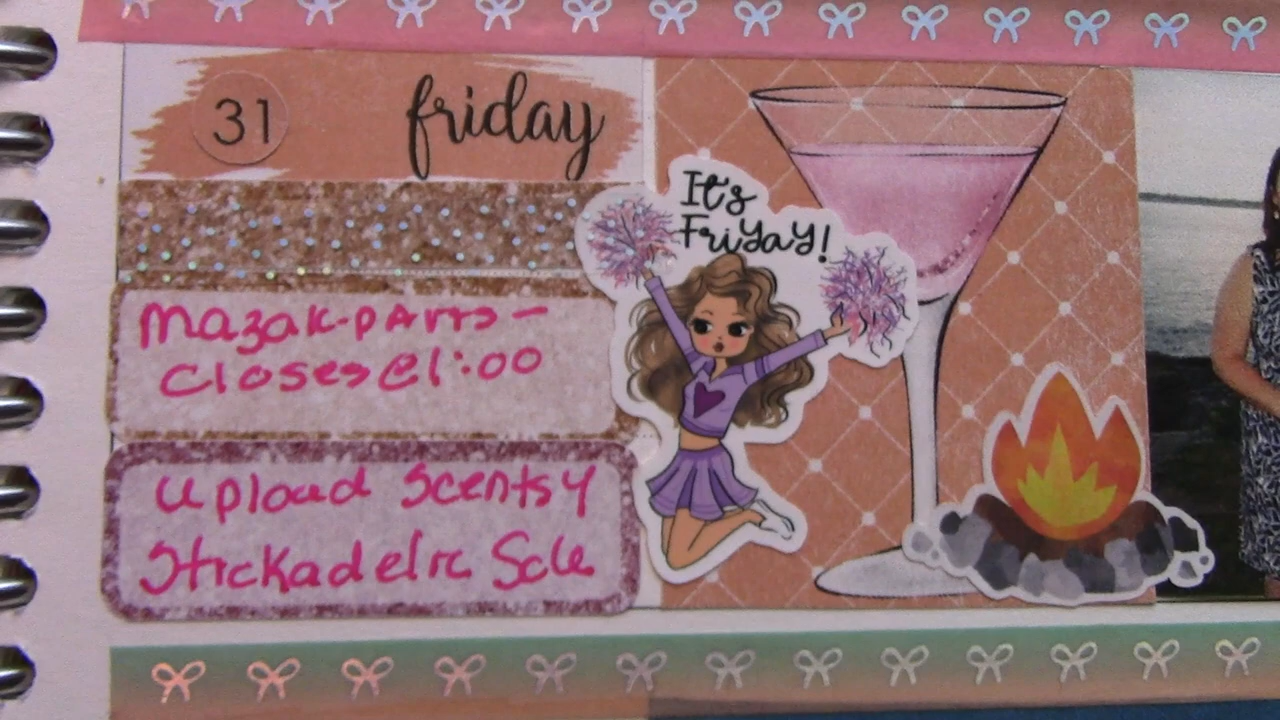 31 friday
It's
FriYay!
Mazak-parts -
closes @1:00
Upload Scentsy
Stickadelic Sale